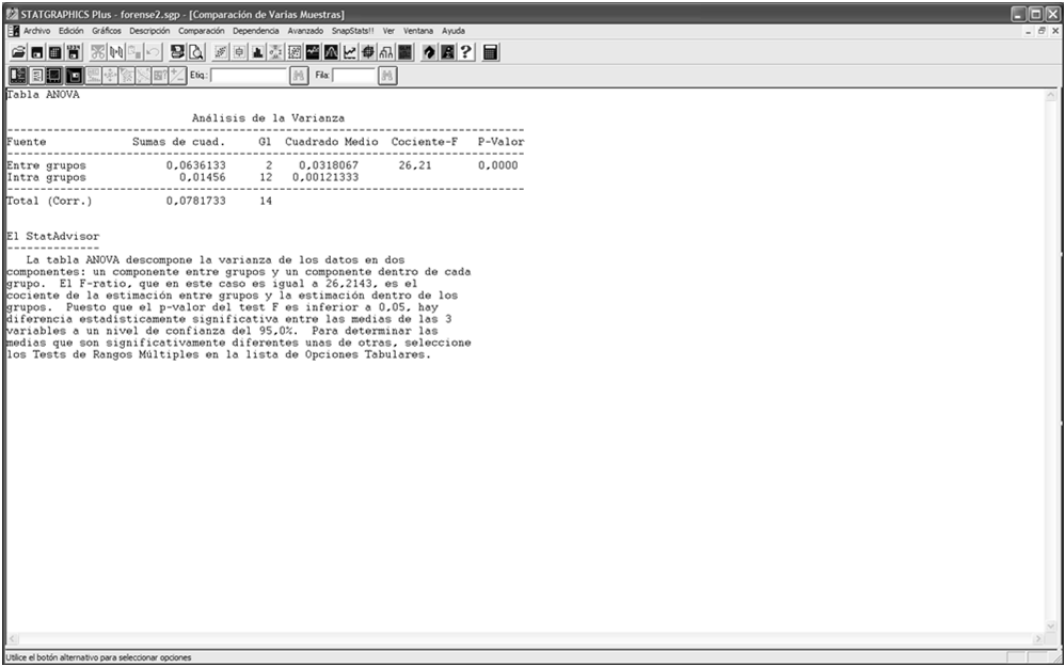 STATGRAPHICS Plus - forense2.sgp - [Comparación de Varias Muestras]
Archivo Edición Gráficos Descripción Comparación Dependencia Avanzado SnapStats!! Ver Ventana Ayuda
Etiq.: Fila:
Tabla ANOVA
Análisis de la Varianza
Fuente Sumas de cuad. Gl Cuadrado Medio Cociente-F P-Valor
Entre grupos 0,0636133 2 0,0318067 26,21 0,0000
Intra grupos 0,01456 12 0,00121333
Total (Corr.) 0,0781733 14
El StatAdvisor
La tabla ANOVA descompone la varianza de los datos en dos
componentes: un componente entre grupos y un componente dentro de cada
grupo. El F-ratio, que en este caso es igual a 26,2143, es el
cociente de la estimación entre grupos y la estimación dentro de los
grupos. Puesto que el p-valor del test F es inferior a 0,05, hay
diferencia estadísticamente significativa entre las medias de las 3
variables a un nivel de confianza del 95,0%. Para determinar las
medias que son significativamente diferentes unas de otras, seleccione
los Tests de Rangos Múltiples en la lista de Opciones Tabulares.
Utilice el botón alternativo para seleccionar opciones